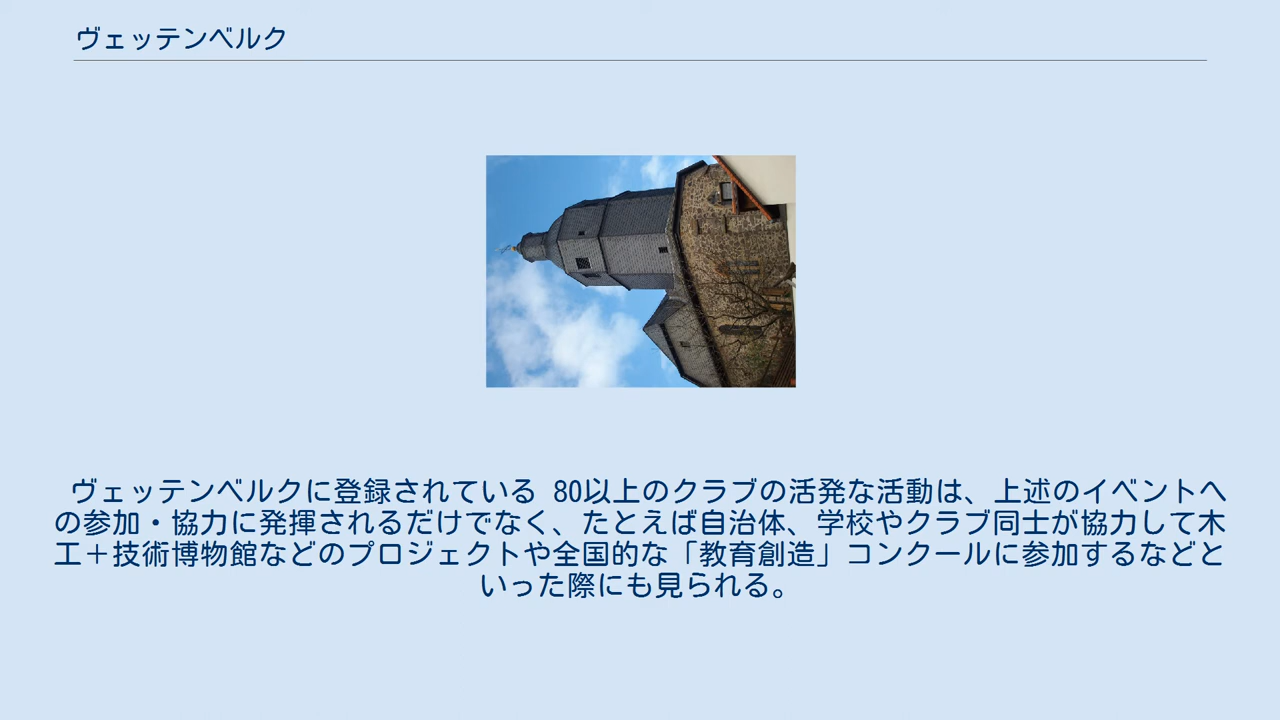 ヴェッテンベルク
ヴェッテンベルクに登録されている 80以上のクラブの活発な活動は、上述のイベントへ
の参加・協力に発揮されるだけでなく、たとえば自治体、学校やクラブ同士が協力して木
工＋技術博物館などのプロジェクトや全国的な「教育創造」コンクールに参加するなどと
いった際にも見られる。